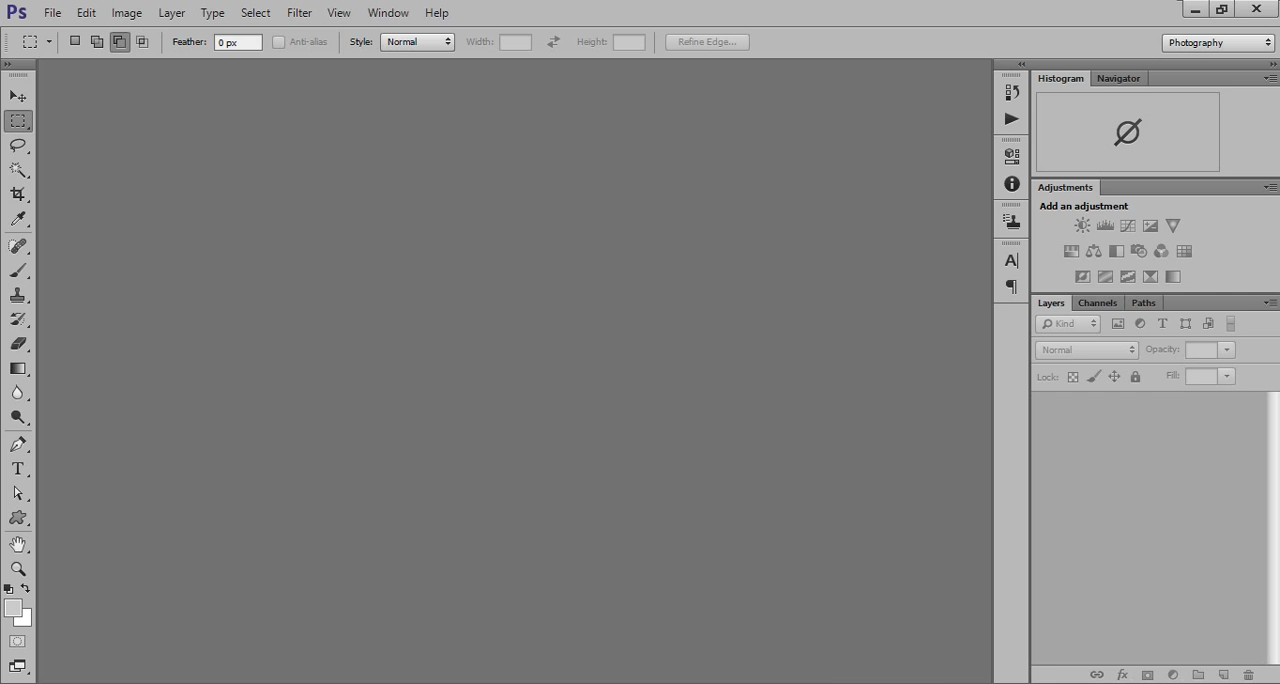 Ps File Edit Image Layer Type Select Filter View Window Help
Feather: 0 px Anti-alias Style: Normal Width: Height: Refine Edge... Photography
Histogram Navigator
Adjustments
Add an adjustment
Layers Channels Paths
Kind
Normal Opacity:
Lock: Fill: